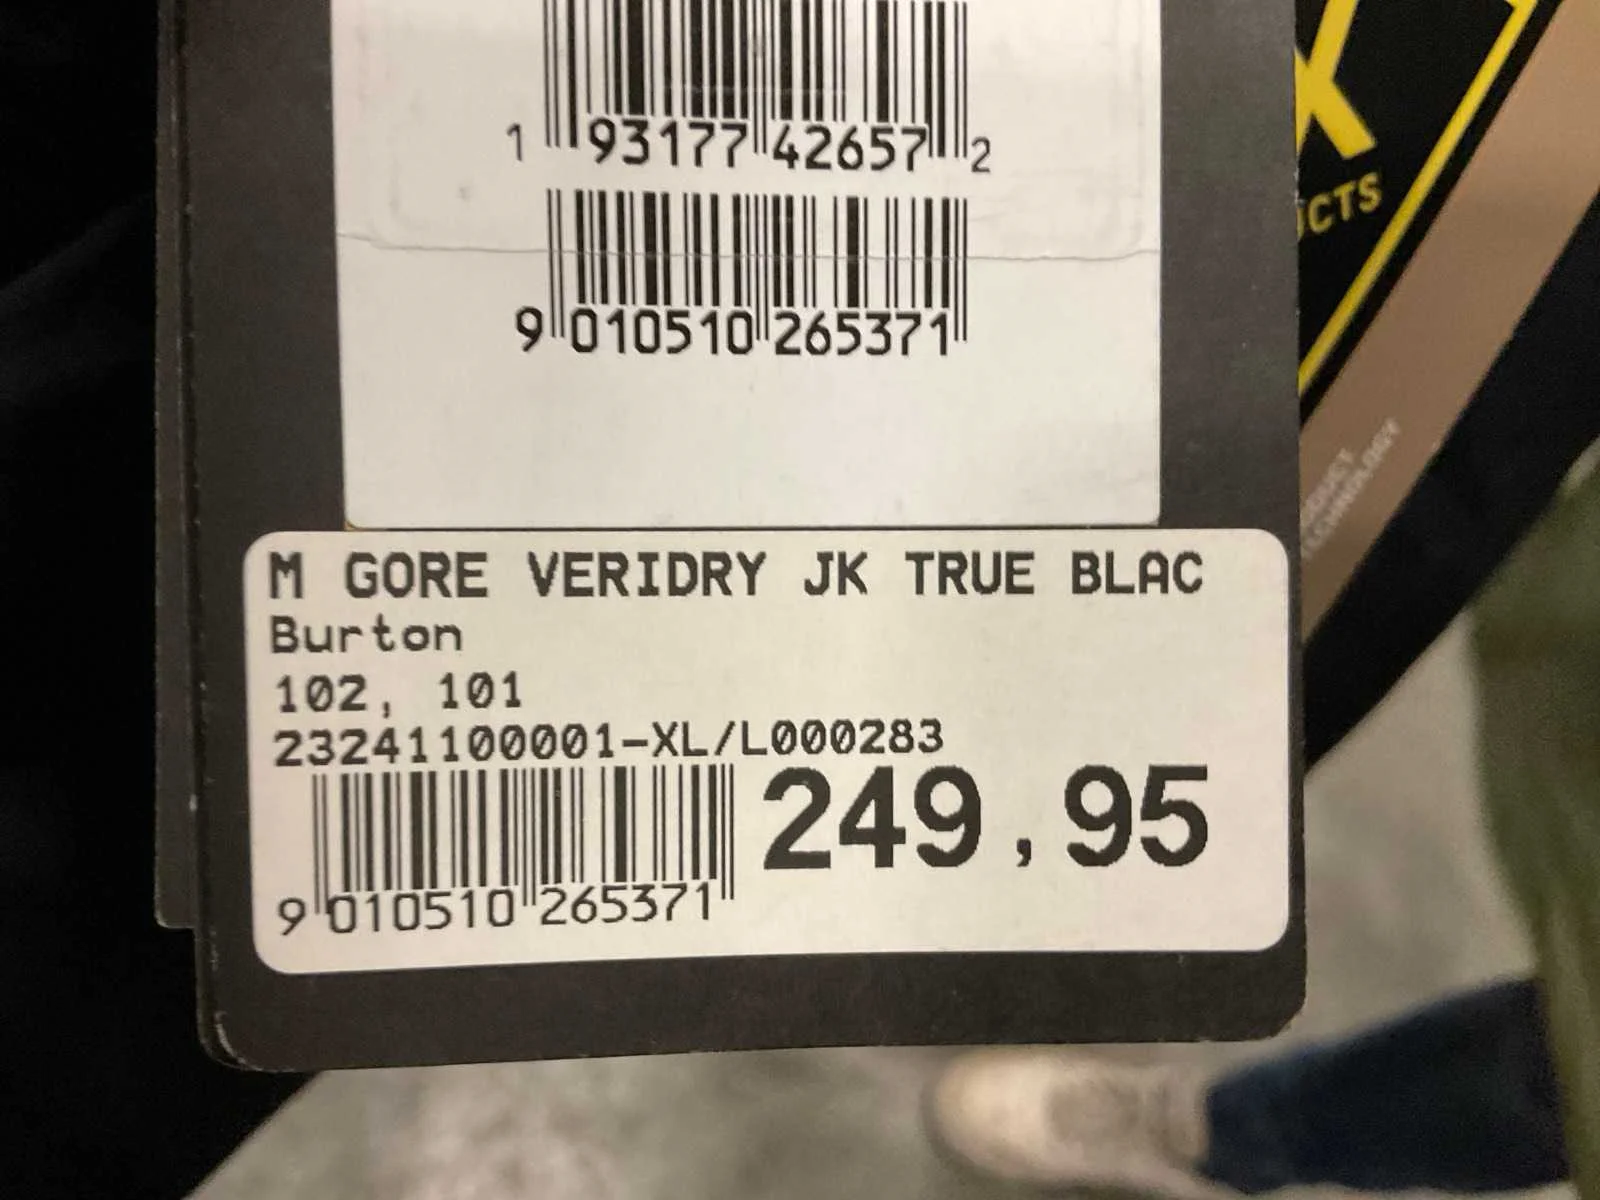 1 93177 42657 2
9 010510 265371
X
UCTS
M GORE VERIDRY JK TRUE BLAC
Burton
102, 101
23241100001-XL/L000283
249,95
9 010510 265371